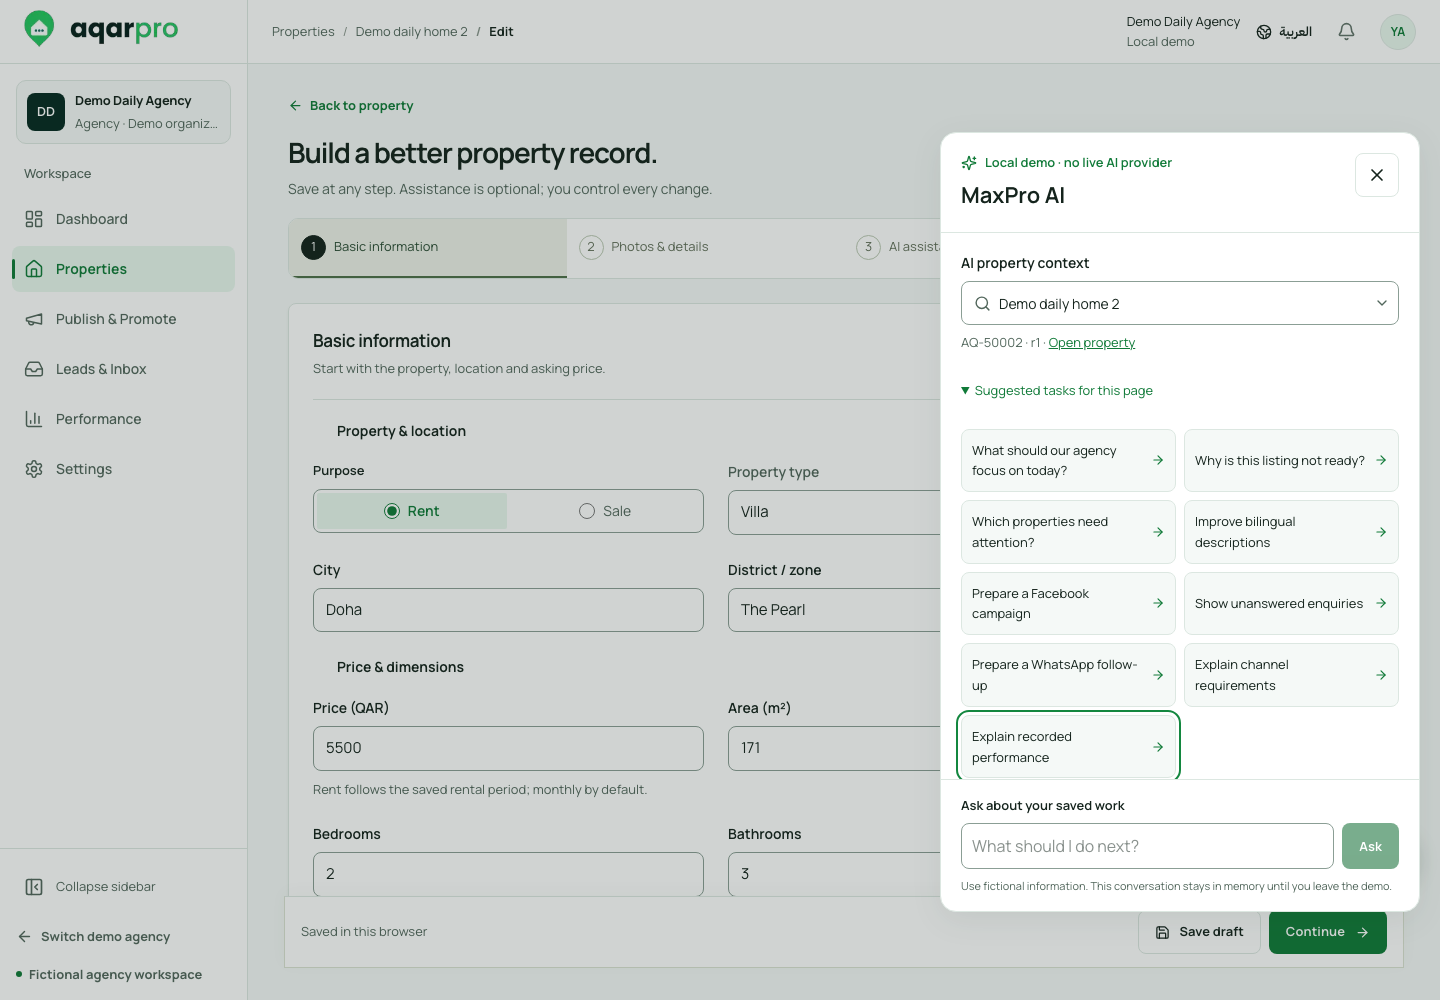 aqarpro
Properties / Demo daily home 2 / Edit
Demo Daily Agency
Local demo
العربية
YA
DD
Demo Daily Agency
Agency · Demo organiz...
Workspace
Dashboard
Properties
Publish & Promote
Leads & Inbox
Performance
Settings
Collapse sidebar
Switch demo agency
Fictional agency workspace
Back to property
Build a better property record.
Save at any step. Assistance is optional; you control every change.
1 Basic information
2 Photos & details
3 AI assist
Basic information
Start with the property, location and asking price.
Property & location
Purpose
Property type
Rent
Sale
Villa
City
District / zone
Doha
The Pearl
Price & dimensions
Price (QAR)
Area (m²)
5500
171
Rent follows the saved rental period; monthly by default.
Bedrooms
Bathrooms
2
3
Saved in this browser
Save draft
Continue
Local demo · no live AI provider
MaxPro AI
AI property context
Demo daily home 2
AQ-50002 · r1 · Open property
Suggested tasks for this page
What should our agency
focus on today?
Why is this listing not ready?
Which properties need
attention?
Improve bilingual
descriptions
Prepare a Facebook
campaign
Show unanswered enquiries
Prepare a WhatsApp follow-
up
Explain channel
requirements
Explain recorded
performance
Ask about your saved work
What should I do next?
Ask
Use fictional information. This conversation stays in memory until you leave the demo.